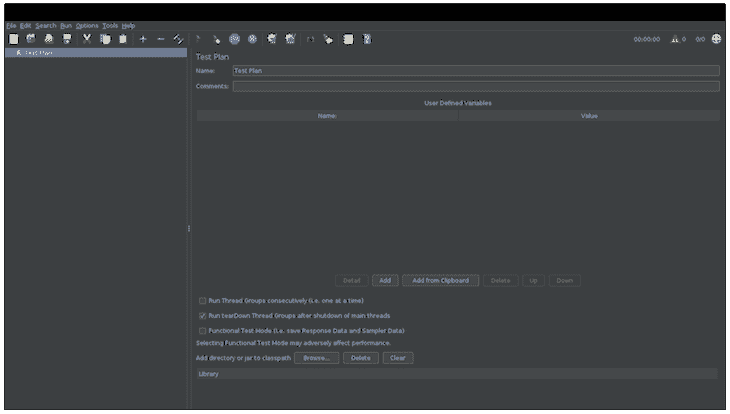 File Edit Search Run Options Tools Help
00:00:00 0 0/0
Test Plan
Test Plan
Name: Test Plan
Comments:
User Defined Variables
Name: Value
Detail Add Add from Clipboard Delete Up Down
Run Thread Groups consecutively (i.e. one at a time)
Run tearDown Thread Groups after shutdown of main threads
Functional Test Mode (i.e. save Response Data and Sampler Data)
Selecting Functional Test Mode may adversely affect performance.
Add directory or jar to classpath Browse... Delete Clear
Library